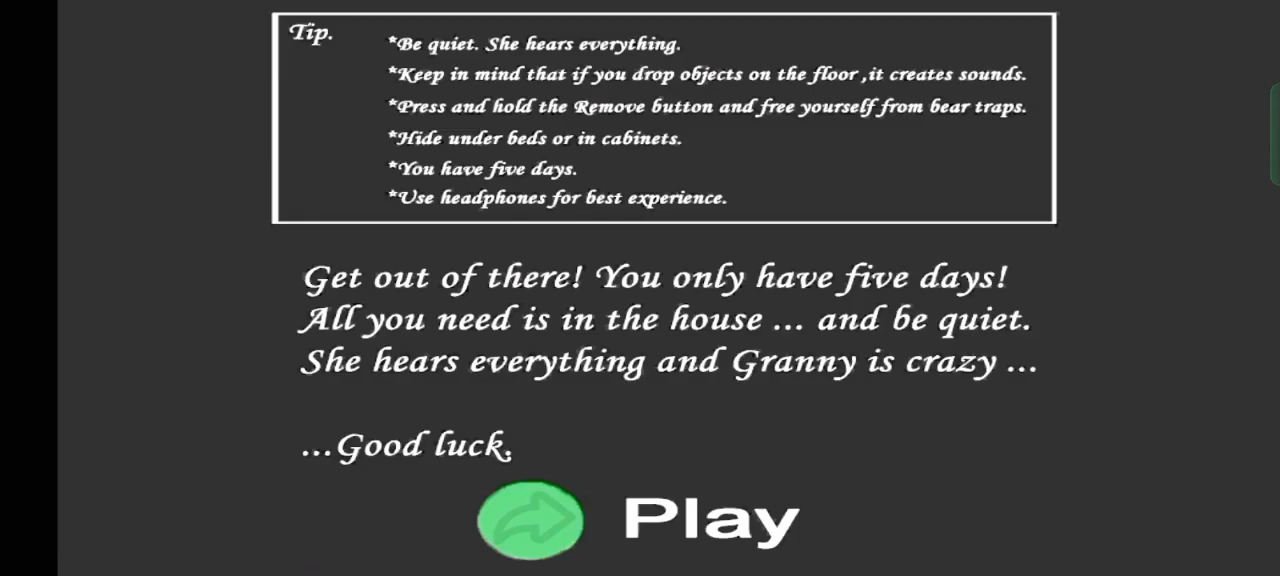 Tip.
*Be quiet. She hears everything.
*Keep in mind that if you drop objects on the floor ,it creates sounds.
*Press and hold the Remove button and free yourself from bear traps.
*Hide under beds or in cabinets.
*You have five days.
*Use headphones for best experience.
Get out of there! You only have five days!
All you need is in the house ... and be quiet.
She hears everything and Granny is crazy ...
...Good luck.
Play